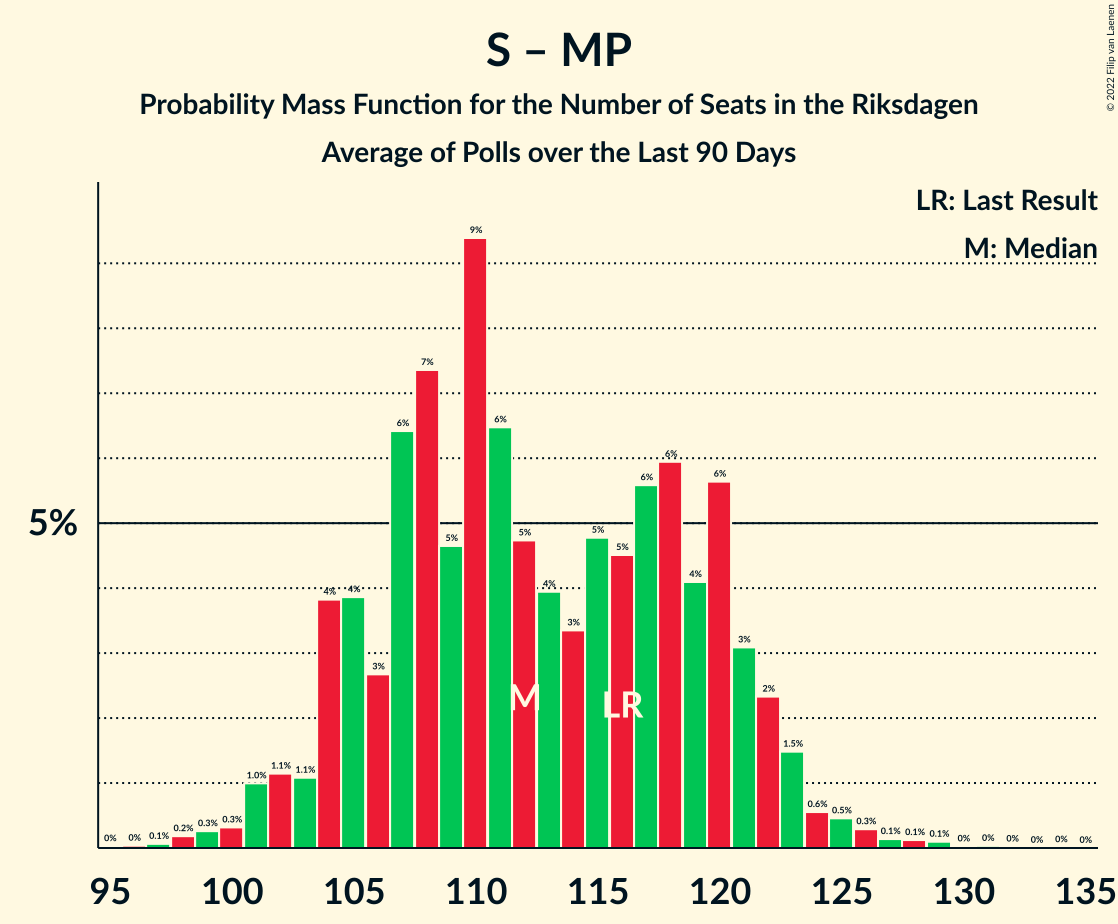 S – MP
Probability Mass Function for the Number of Seats in the Riksdagen
Average of Polls over the Last 90 Days
© 2022 Filip van Laenen
LR: Last Result
M: Median
5%
0% 0% 0.1% 0.2% 0.3% 0.3% 1.0% 1.1% 1.1% 4% 4% 3% 6% 7% 5% 9% 6% 5% 4% 3% 5% 5% 6% 6% 4% 6% 3% 2% 1.5% 0.6% 0.5% 0.3% 0.1% 0.1% 0.1% 0% 0% 0% 0% 0% 0%
M LR
95 100 105 110 115 120 125 130 135